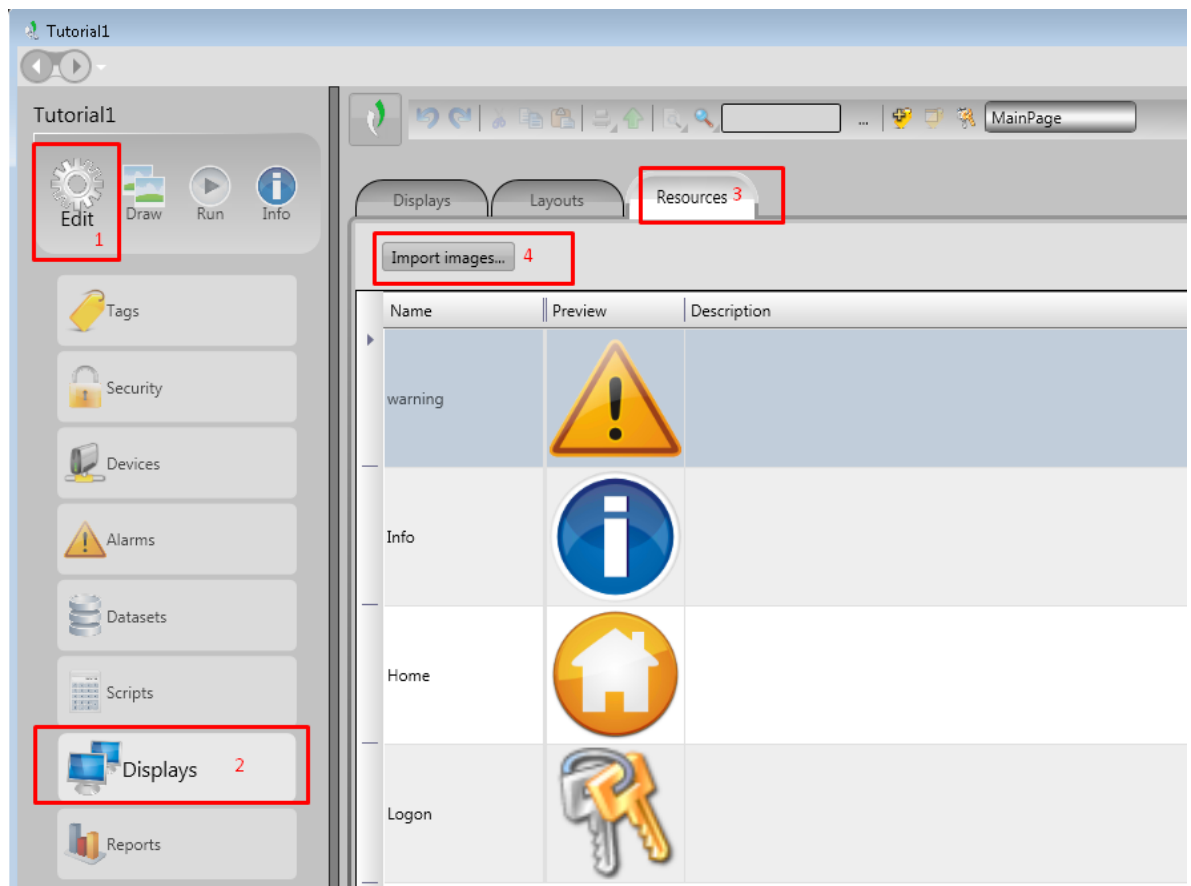 Tutorial1
Tutorial1
Edit
1
Draw
Run
Info
Tags
Security
Devices
Alarms
Datasets
Scripts
Displays 2
Reports
... MainPage
Displays Layouts Resources 3
Import images... 4
Name Preview Description
warning
Info
Home
Logon